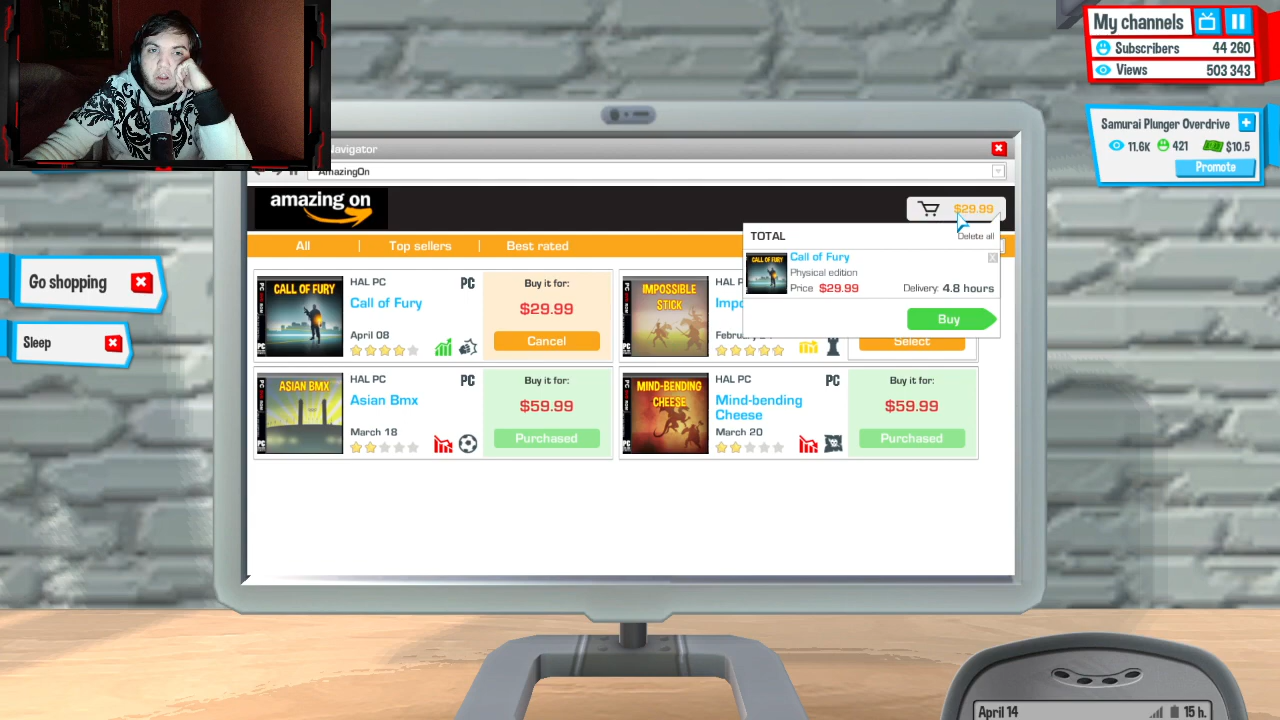 My channels
Subscribers 44 260
Views 503 343
Samurai Plunger Overdrive +
11.6K 421 $10.5
Promote
Go shopping
Sleep
Navigator
AmazingOn
amazing on
$29.99
All | Top sellers | Best rated
TOTAL
Delete all
CALL OF FURY
Call of Fury
Physical edition
Price $29.99 Delivery: 4.8 hours
Buy
CALL OF FURY
HAL PC PC
Call of Fury
April 08
Buy it for:
$29.99
Cancel
IMPOSSIBLE STICK
HAL P
Impo
Februa
Select
ASIAN BMX
HAL PC PC
Asian Bmx
March 18
Buy it for:
$59.99
Purchased
MIND-BENDING CHEESE
HAL PC PC
Mind-bending
Cheese
March 20
Buy it for:
$59.99
Purchased
April 14 15 h.